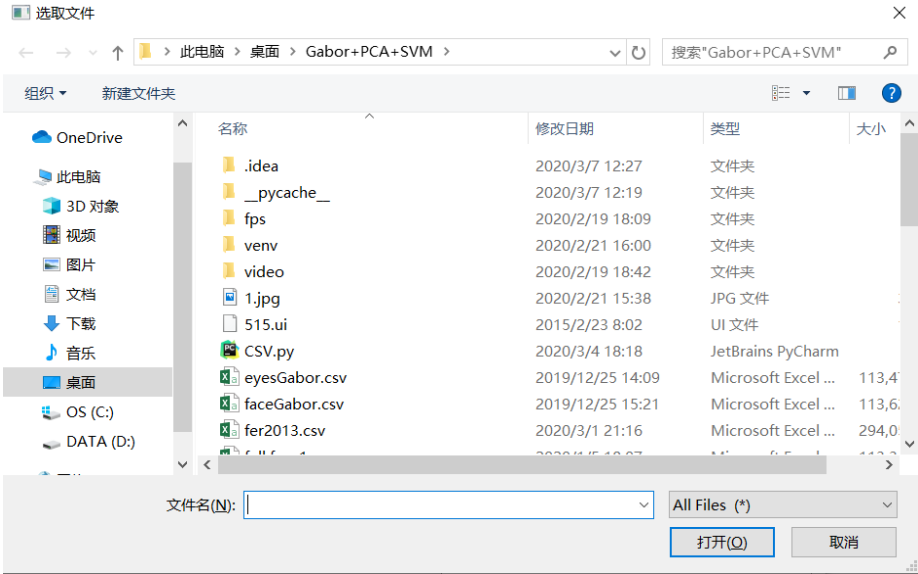 选取文件
此电脑 桌面 Gabor+PCA+SVM
搜索"Gabor+PCA+SVM"
组织 新建文件夹
OneDrive
此电脑
3D 对象
视频
图片
文档
下载
音乐
桌面
OS (C:)
DATA (D:)
名称 修改日期 类型 大小
.idea 2020/3/7 12:27 文件夹
__pycache__ 2020/3/7 12:19 文件夹
fps 2020/2/19 18:09 文件夹
venv 2020/2/21 16:00 文件夹
video 2020/2/19 18:42 文件夹
1.jpg 2020/2/21 15:38 JPG 文件
515.ui 2015/2/23 8:02 UI 文件
CSV.py 2020/3/4 18:18 JetBrains PyCharm
eyesGabor.csv 2019/12/25 14:09 Microsoft Excel ... 113,4
faceGabor.csv 2019/12/25 15:21 Microsoft Excel ... 113,6
fer2013.csv 2020/3/1 21:16 Microsoft Excel ... 294,0
文件名(N):
All Files (*)
打开(O) 取消